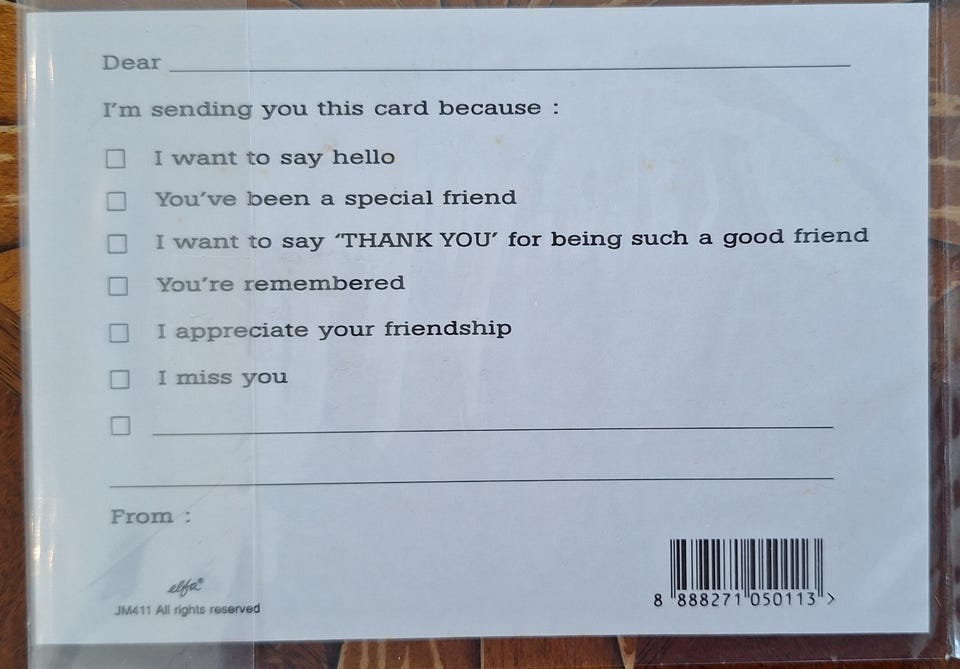 Dear
I'm sending you this card because :
I want to say hello
You've been a special friend
I want to say ‘THANK YOU’ for being such a good friend
You're remembered
I appreciate your friendship
I miss you
From :
elfa®
JM411 All rights reserved
8 888271 050113 >